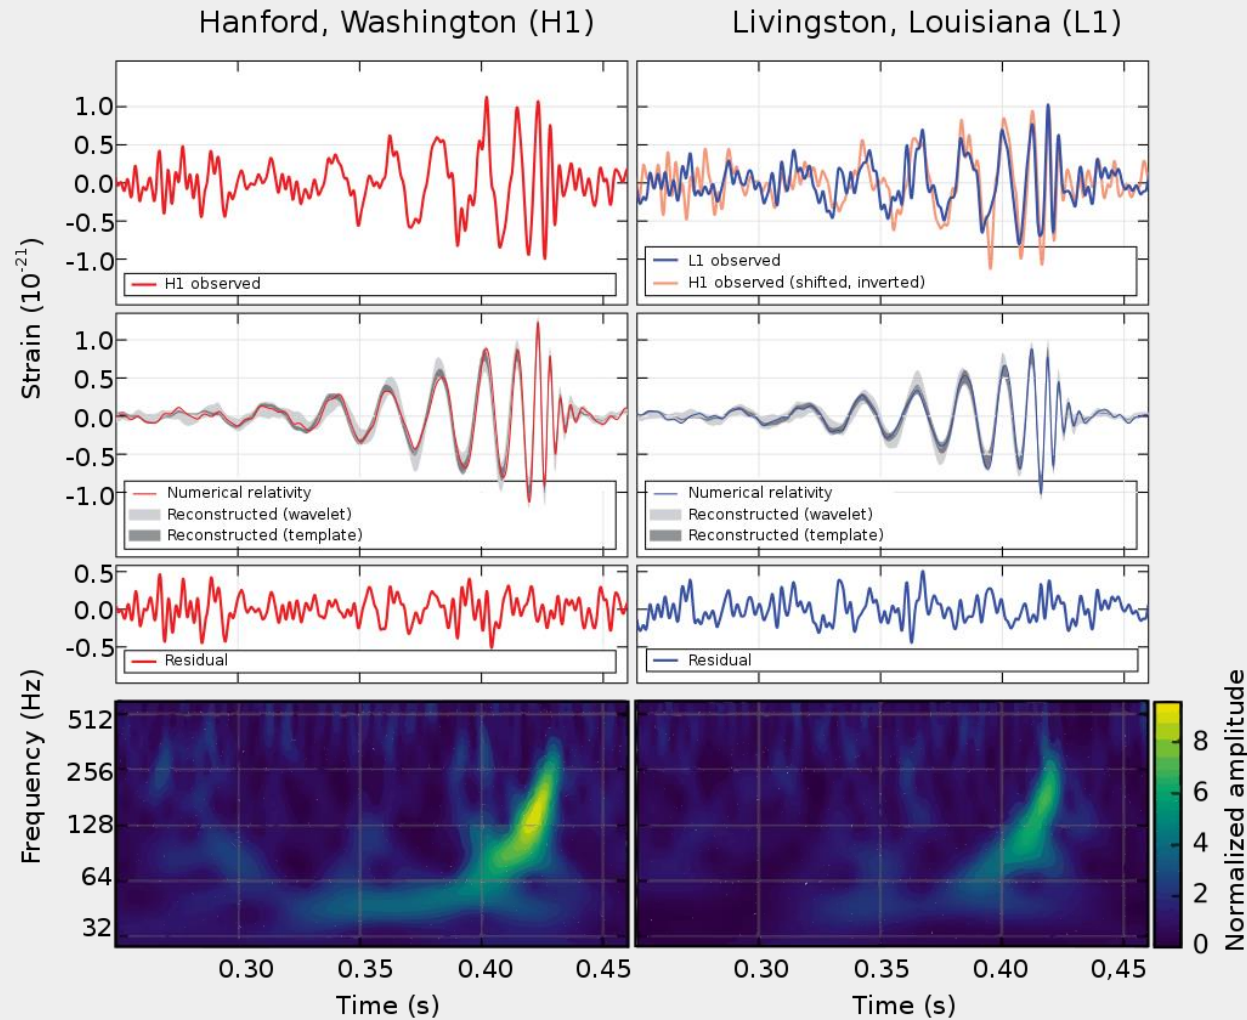 Hanford, Washington (H1)
Livingston, Louisiana (L1)
Strain (10-21)
1.0
0.5
0.0
-0.5
-1.0
H1 observed
L1 observed
H1 observed (shifted, inverted)
1.0
0.5
0.0
-0.5
-1.0
Numerical relativity
Reconstructed (wavelet)
Reconstructed (template)
Numerical relativity
Reconstructed (wavelet)
Reconstructed (template)
0.5
0.0
-0.5
Residual
Residual
Frequency (Hz)
512
256
128
64
32
Normalized amplitude
8
6
4
2
0
0.30 0.35 0.40 0.45
0.30 0.35 0.40 0,45
Time (s)
Time (s)